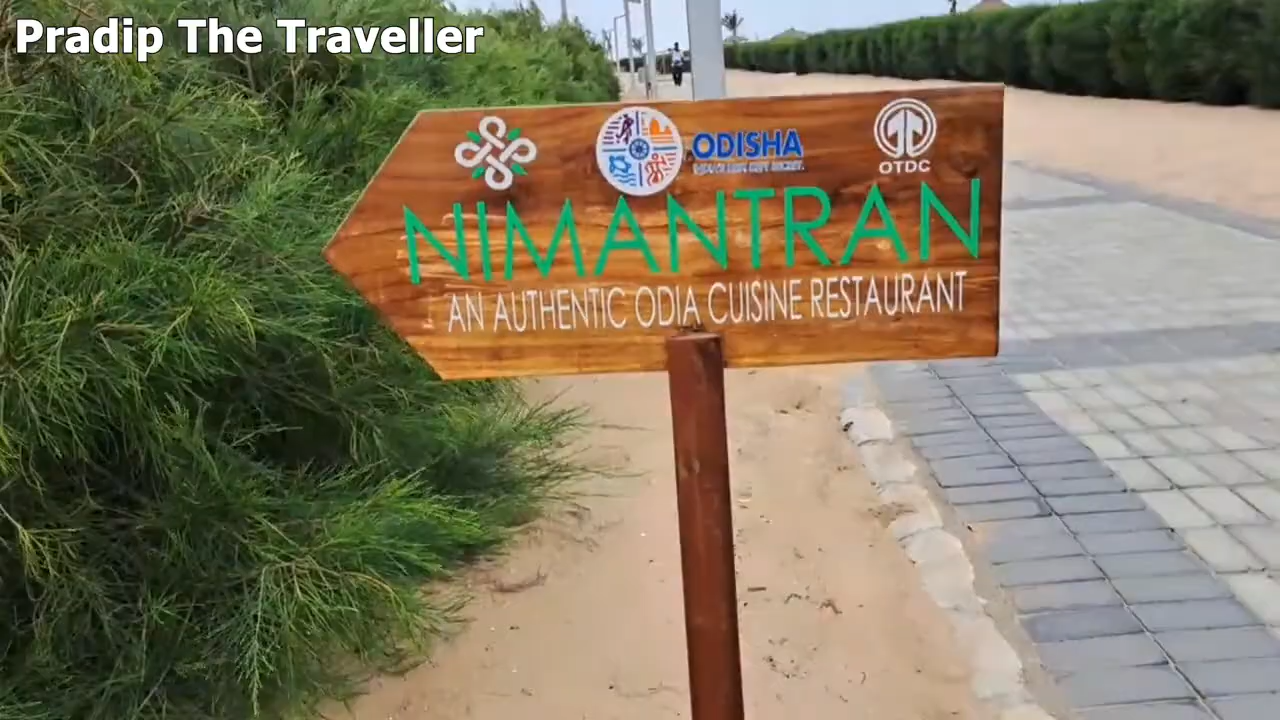 Pradip The Traveller
ODISHA
OTDC
NIMANTRAN
AN AUTHENTIC ODIA CUISINE RESTAURANT